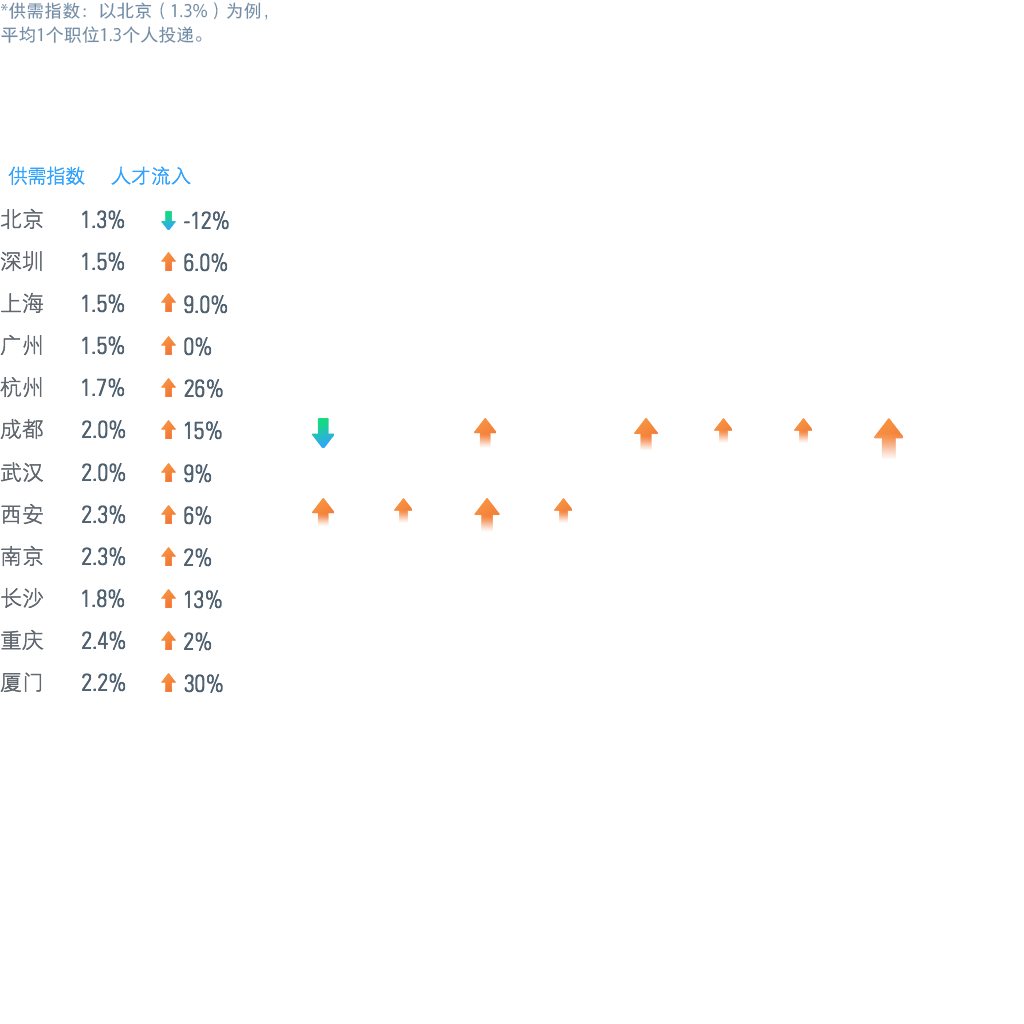 *供需指数：以北京（1.3%）为例，
平均1个职位1.3个人投递。
供需指数 人才流入
北京 1.3% -12%
深圳 1.5% 6.0%
上海 1.5% 9.0%
广州 1.5% 0%
杭州 1.7% 26%
成都 2.0% 15%
武汉 2.0% 9%
西安 2.3% 6%
南京 2.3% 2%
长沙 1.8% 13%
重庆 2.4% 2%
厦门 2.2% 30%